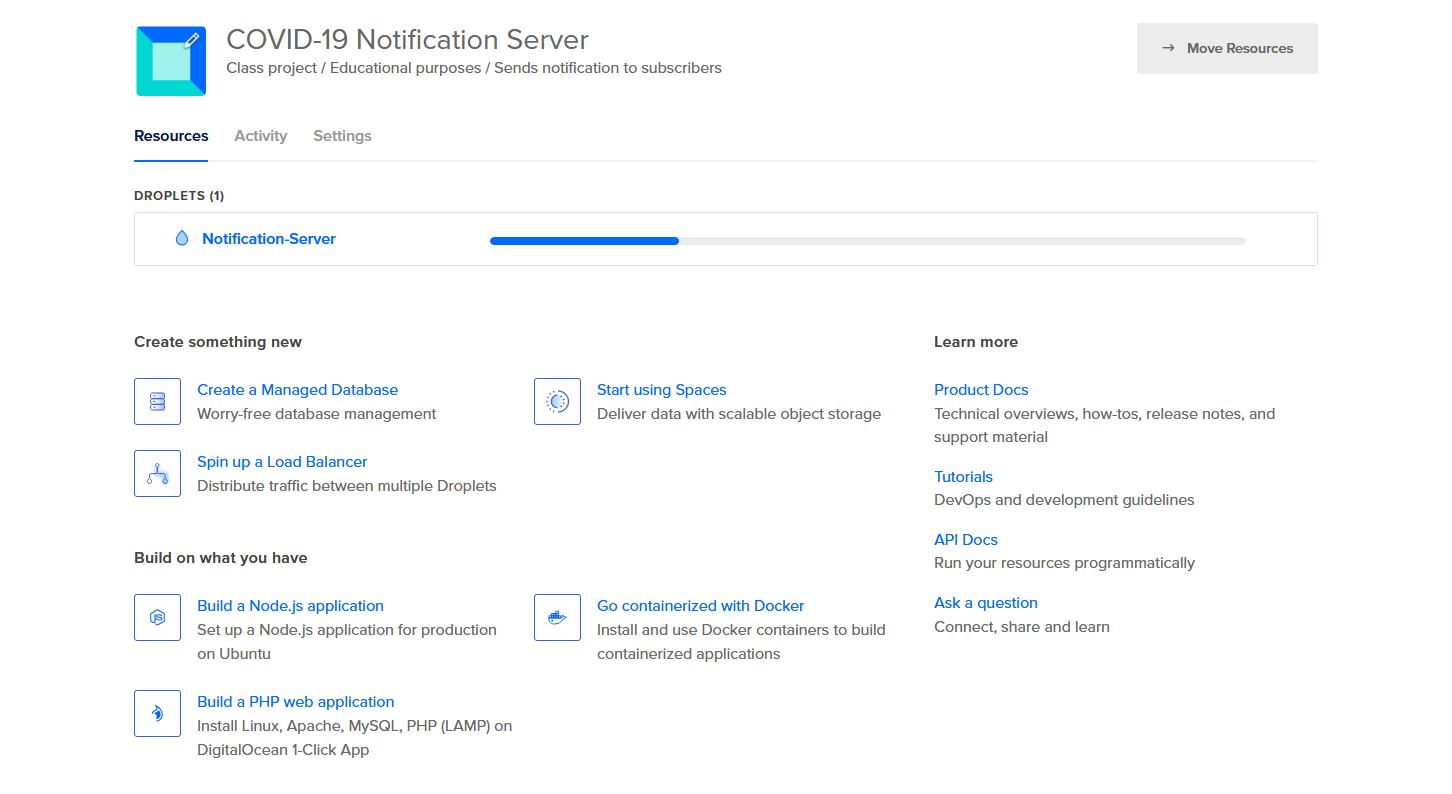 COVID-19 Notification Server
Class project / Educational purposes / Sends notification to subscribers
→ Move Resources
Resources Activity Settings
DROPLETS (1)
Notification-Server
Create something new
Create a Managed Database
Worry-free database management
Start using Spaces
Deliver data with scalable object storage
Spin up a Load Balancer
Distribute traffic between multiple Droplets
Build on what you have
JS
Build a Node.js application
Set up a Node.js application for production
on Ubuntu
Go containerized with Docker
Install and use Docker containers to build
containerized applications
Build a PHP web application
Install Linux, Apache, MySQL, PHP (LAMP) on
DigitalOcean 1-Click App
Learn more
Product Docs
Technical overviews, how-tos, release notes, and
support material
Tutorials
DevOps and development guidelines
API Docs
Run your resources programmatically
Ask a question
Connect, share and learn